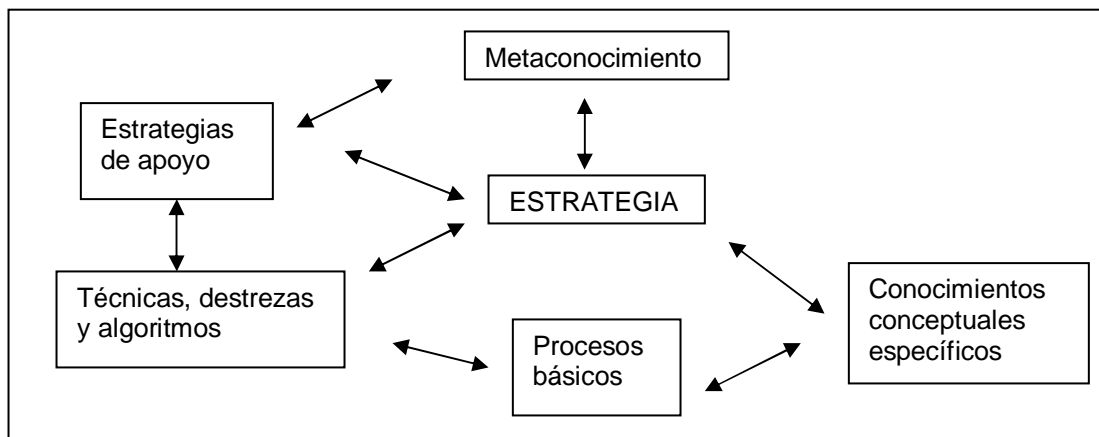 Metaconocimiento
Estrategias
de apoyo
ESTRATEGIA
Técnicas, destrezas
y algoritmos
Conocimientos
conceptuales
específicos
Procesos
básicos